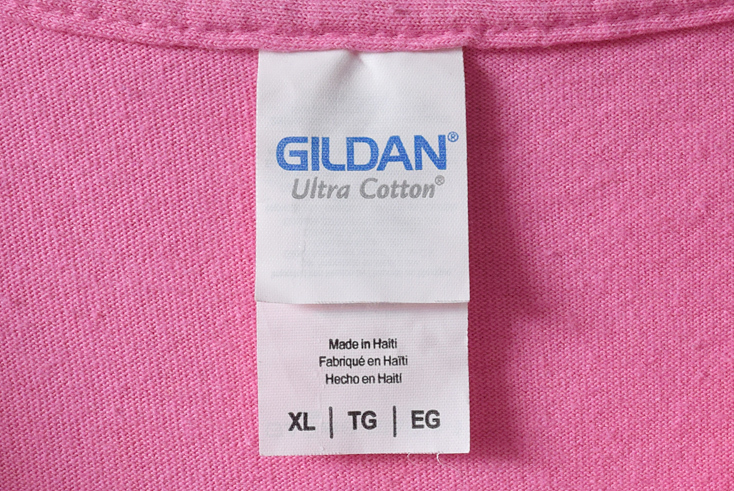 GILDAN®
Ultra Cotton®
Made in Haiti
Fabriqué en Haïti
Hecho en Haití
XL | TG | EG